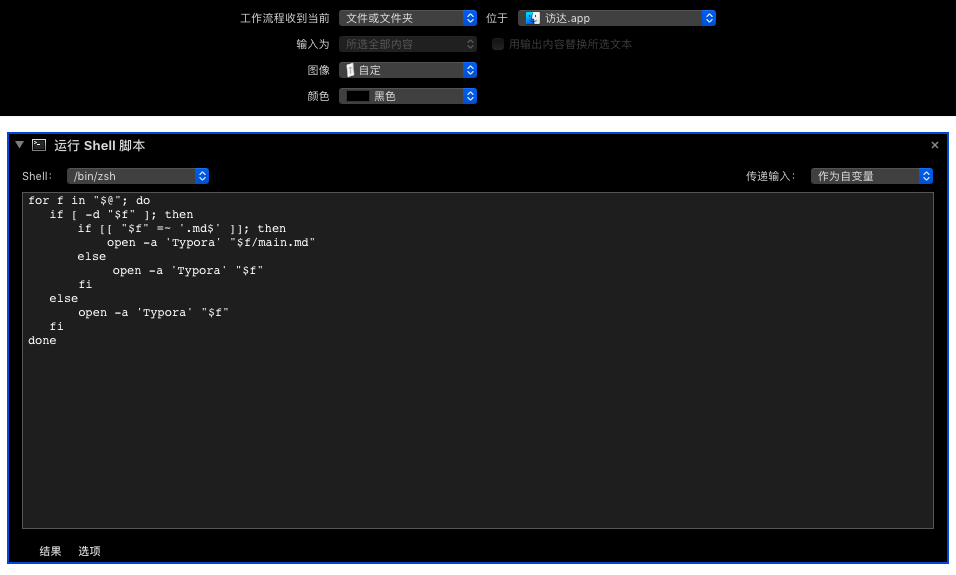 工作流程收到当前 文件或文件夹 位于 访达.app
输入为 所选全部内容 用输出内容替换所选文本
图像 自定
颜色 黑色
运行 Shell 脚本
Shell: /bin/zsh 传递输入: 作为自变量
for f in "$@"; do
   if [ -d "$f" ]; then
       if [[ "$f" =~ '.md$' ]]; then
           open -a 'Typora' "$f/main.md"
       else
            open -a 'Typora' "$f"
       fi
   else
       open -a 'Typora' "$f"
   fi
done
结果 选项